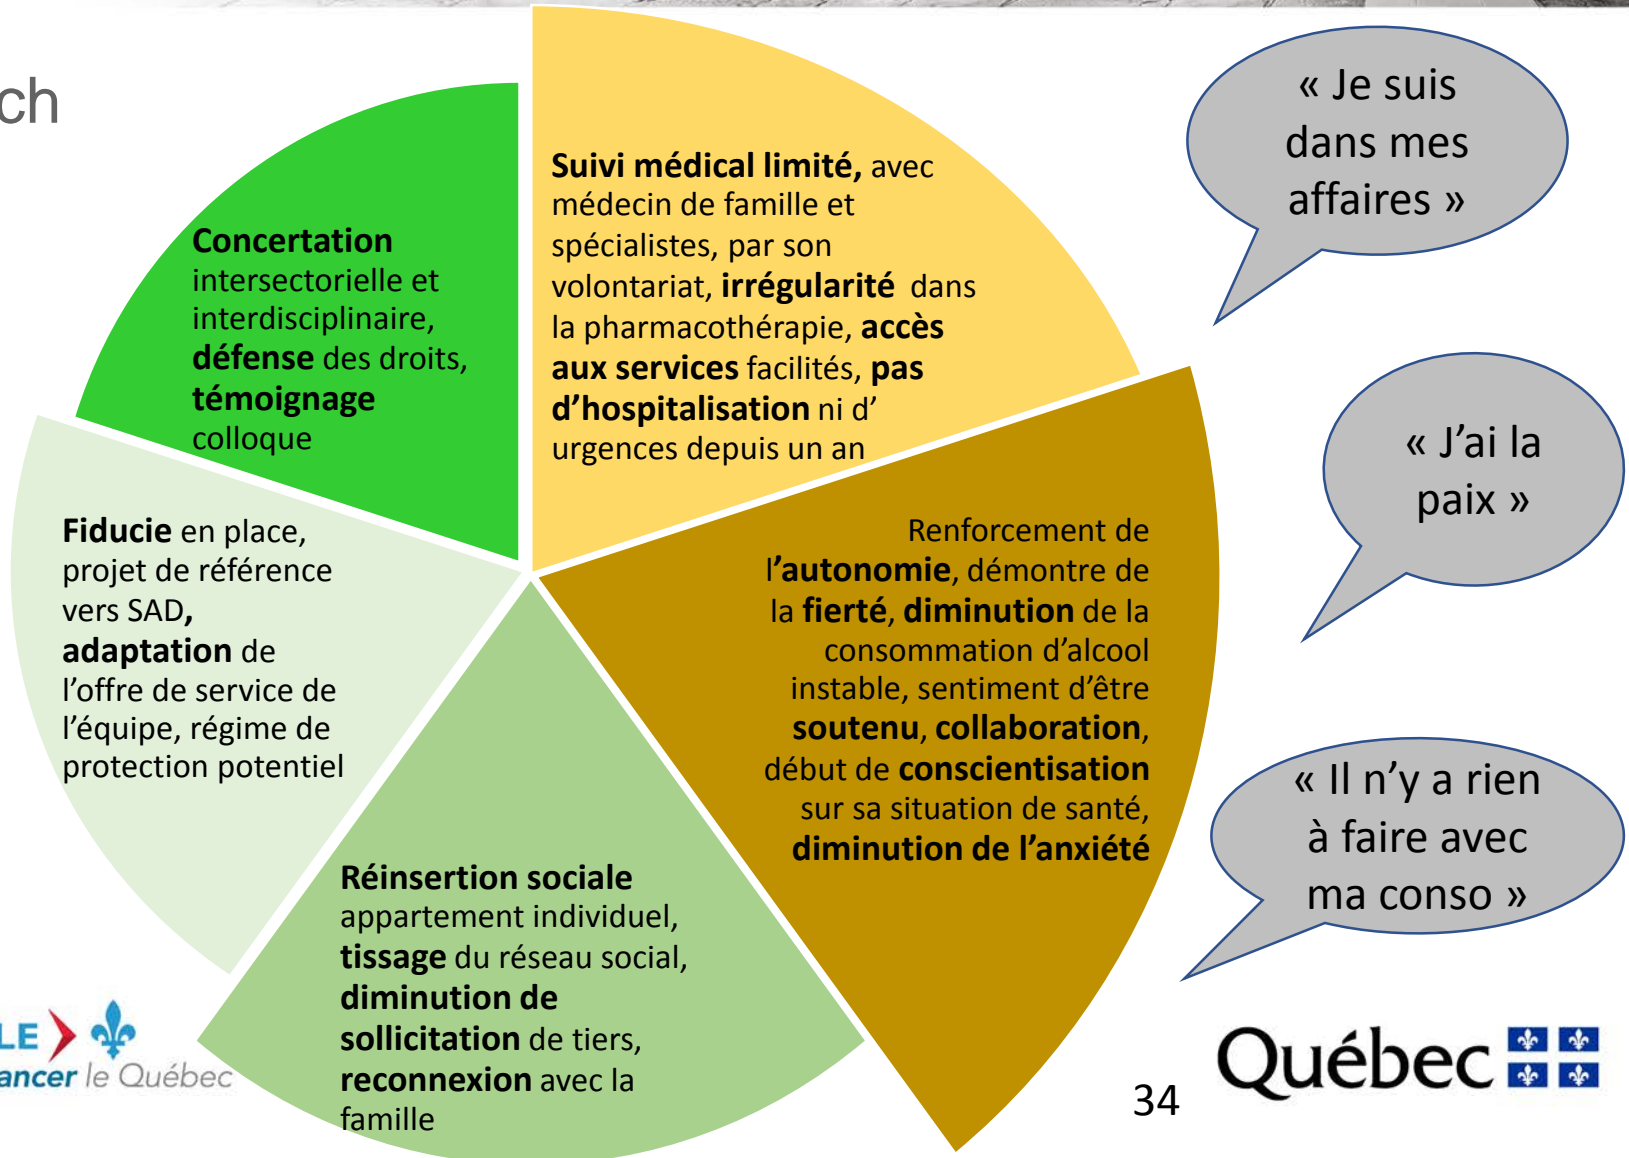 ch
Concertation
intersectorielle et
interdisciplinaire,
défense des droits,
témoignage
colloque
Suivi médical limité, avec
médecin de famille et
spécialistes, par son
volontariat, irrégularité dans
la pharmacothérapie, accès
aux services facilités, pas
d’hospitalisation ni d’
urgences depuis un an
« Je suis
dans mes
affaires »
« J’ai la
paix »
Fiducie en place,
projet de référence
vers SAD,
adaptation de
l’offre de service de
l’équipe, régime de
protection potentiel
Renforcement de
l’autonomie, démontre de
la fierté, diminution de la
consommation d’alcool
instable, sentiment d’être
soutenu, collaboration,
début de conscientisation
sur sa situation de santé,
diminution de l’anxiété
« Il n’y a rien
à faire avec
ma conso »
Réinsertion sociale
appartement individuel,
tissage du réseau social,
diminution de
sollicitation de tiers,
reconnexion avec la
famille
LE
ancer le Québec
34
Québec